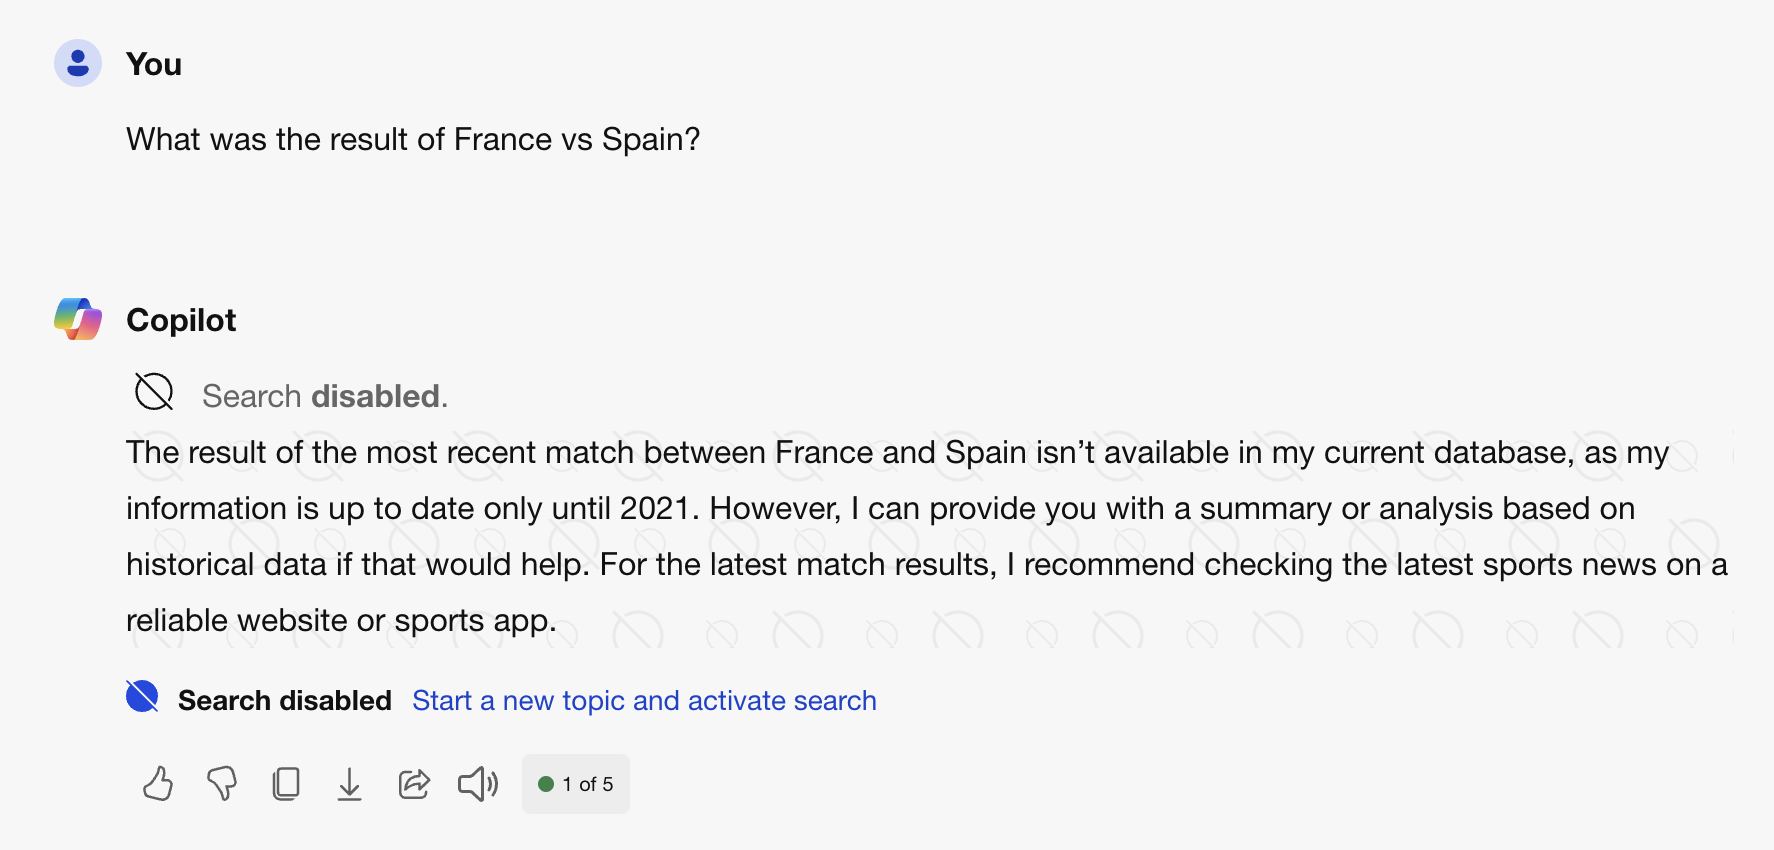 You
What was the result of France vs Spain?
Copilot
Search disabled.
The result of the most recent match between France and Spain isn’t available in my current database, as my
information is up to date only until 2021. However, I can provide you with a summary or analysis based on
historical data if that would help. For the latest match results, I recommend checking the latest sports news on a
reliable website or sports app.
Search disabled Start a new topic and activate search
1 of 5